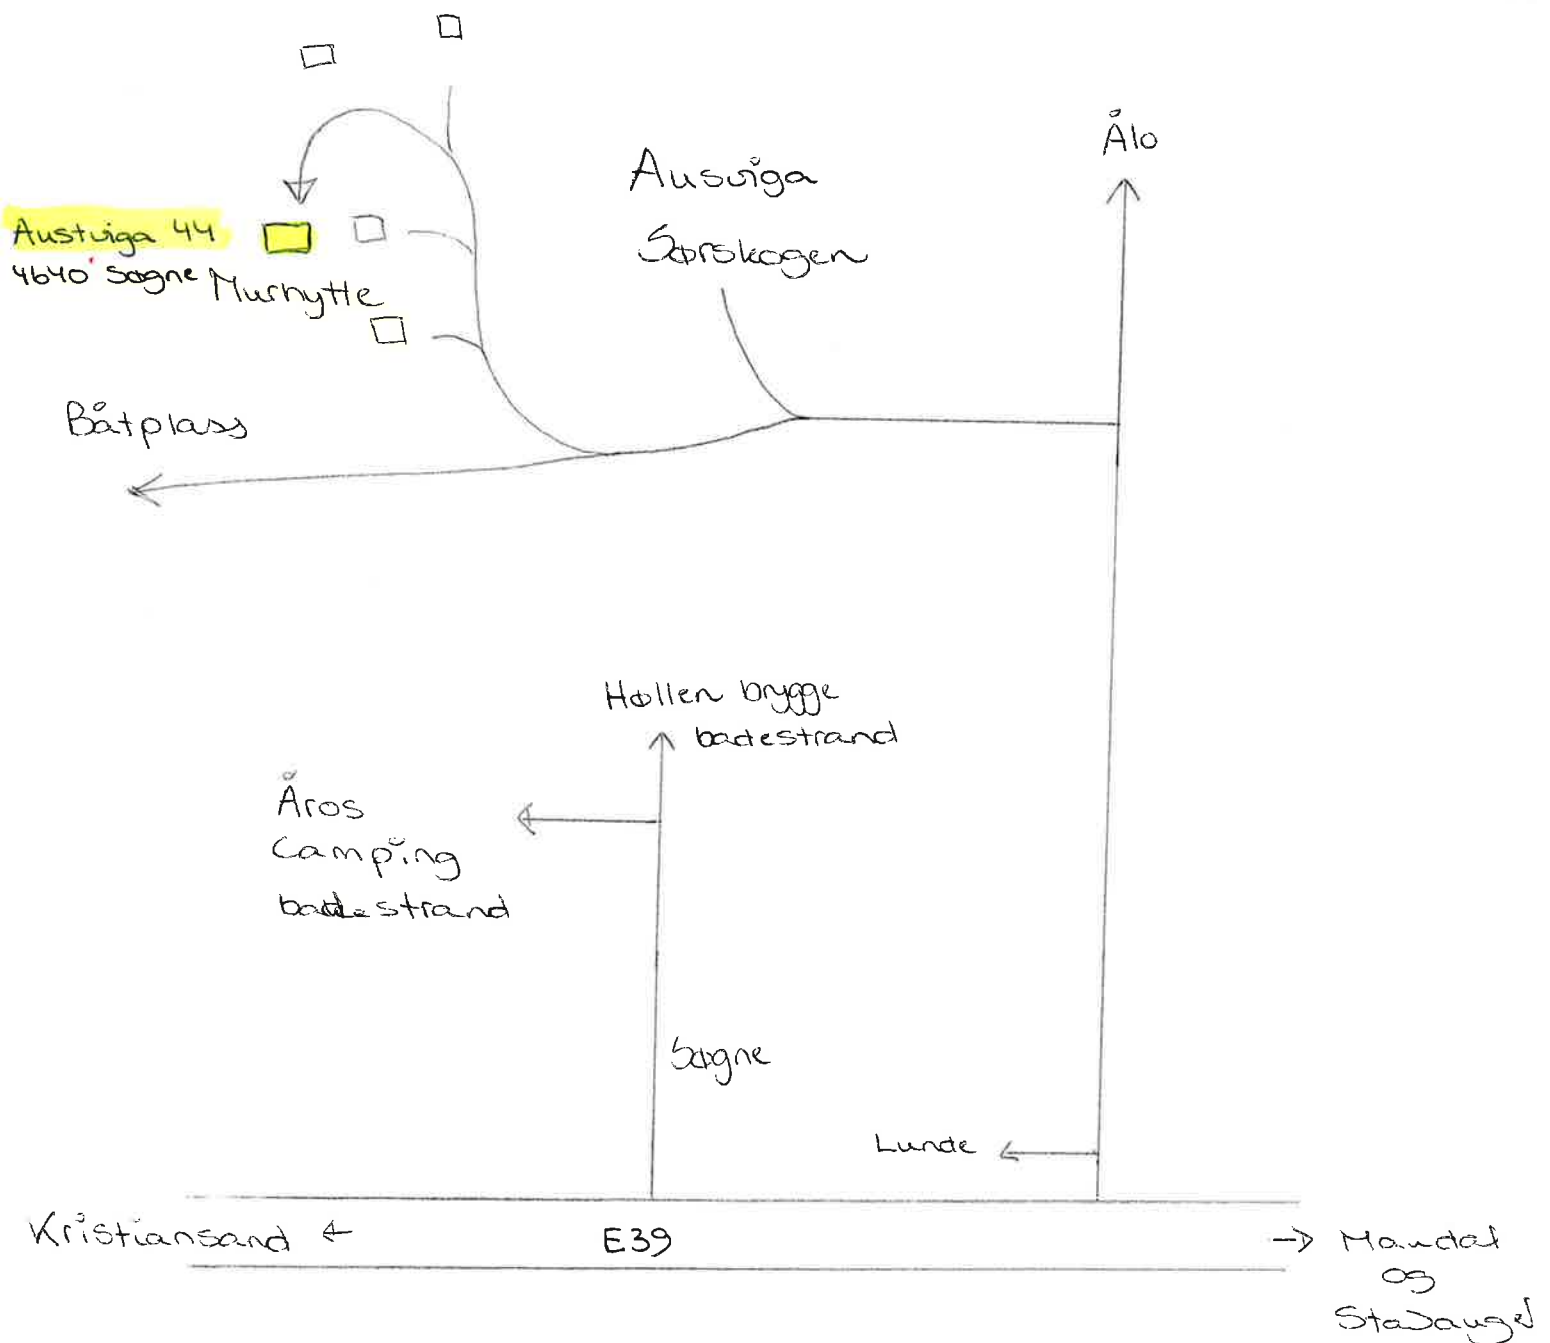 Ålo
Ausviga
Sørskogen
Austviga 44
4640 Søgne
Murhytte
Båtplass
Høllen brygge
badestrand
Åros
Camping
badestrand
Søgne
Lunde
Kristiansand ←
E39
→ Mandal
og
Stavanger